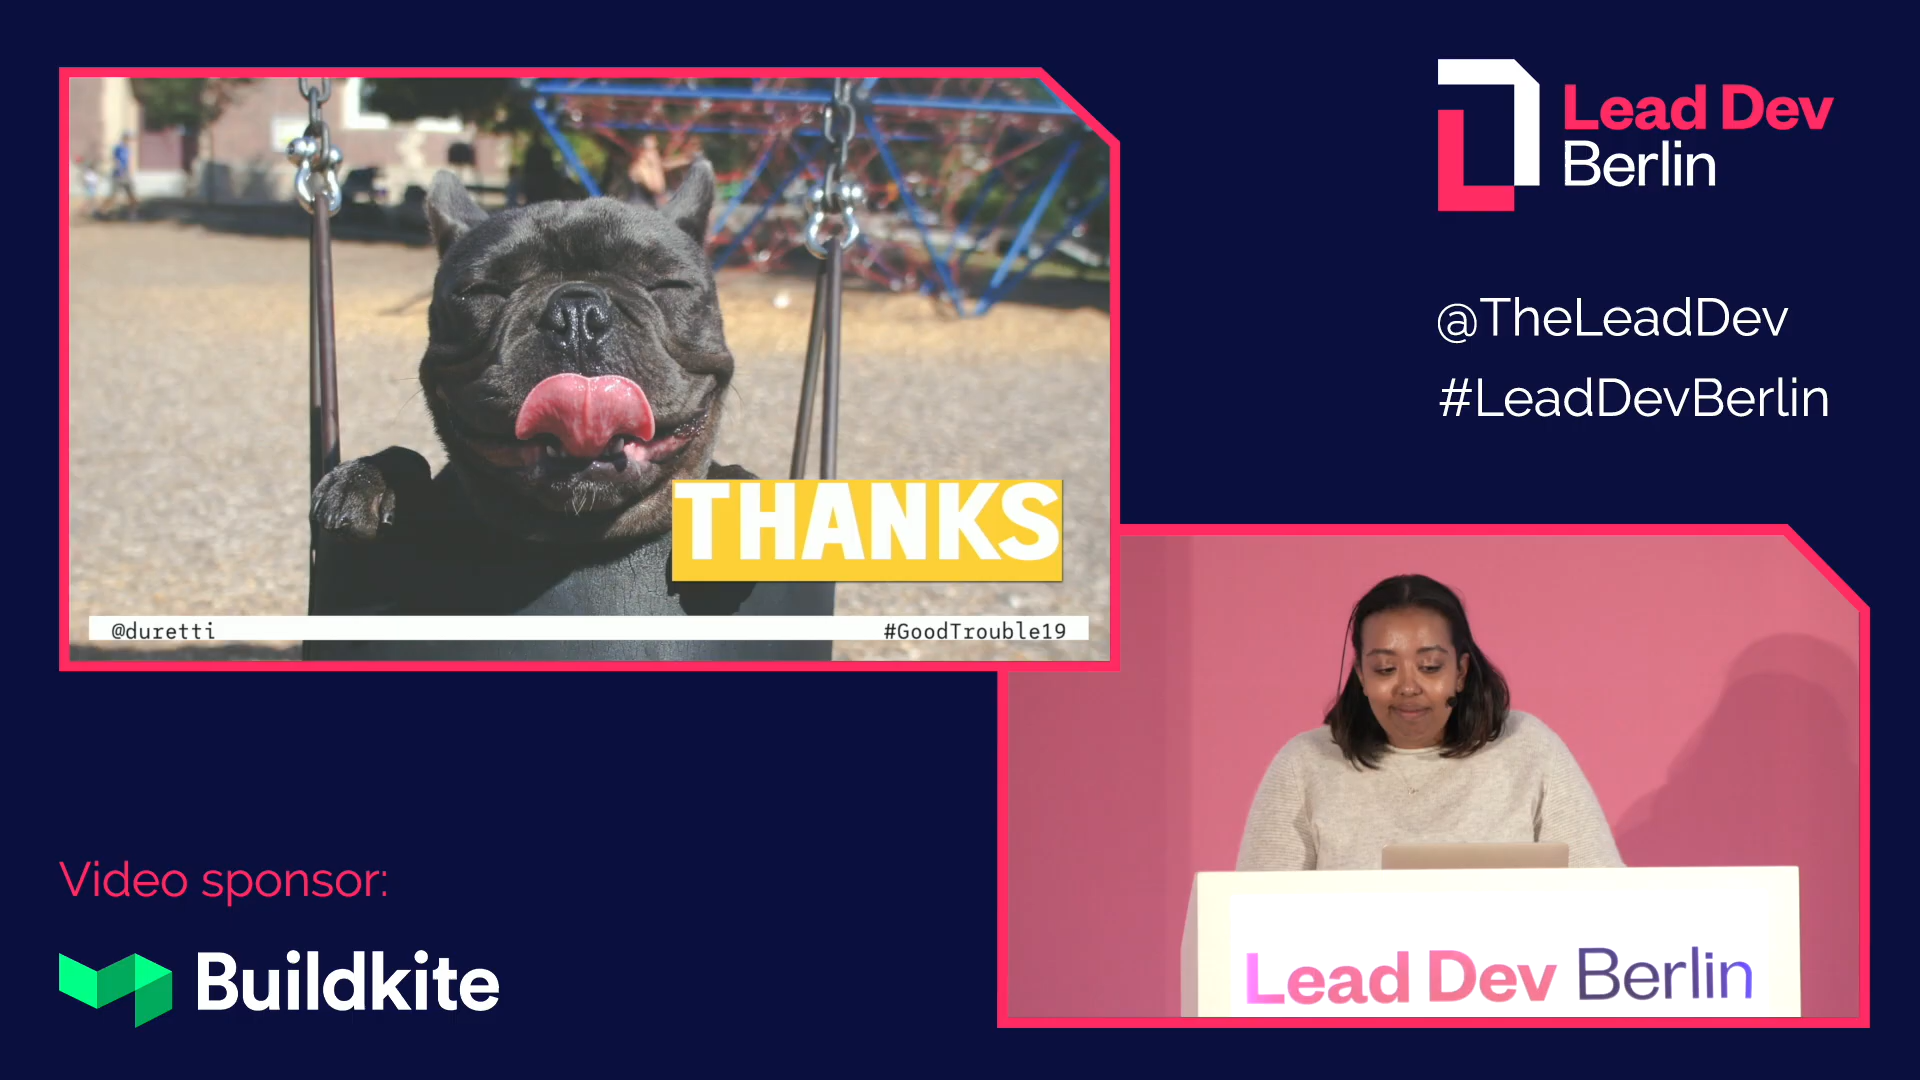 THANKS
@duretti
#GoodTrouble19
Lead Dev
Berlin
@TheLeadDev
#LeadDevBerlin
Video sponsor:
Buildkite
Lead Dev Berlin